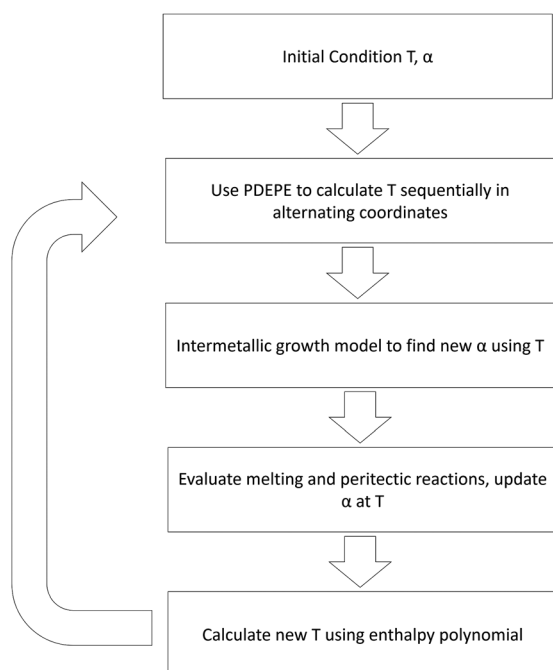 Initial Condition T, α
Use PDEPE to calculate T sequentially in
alternating coordinates
Intermetallic growth model to find new α using T
Evaluate melting and peritectic reactions, update
α at T
Calculate new T using enthalpy polynomial